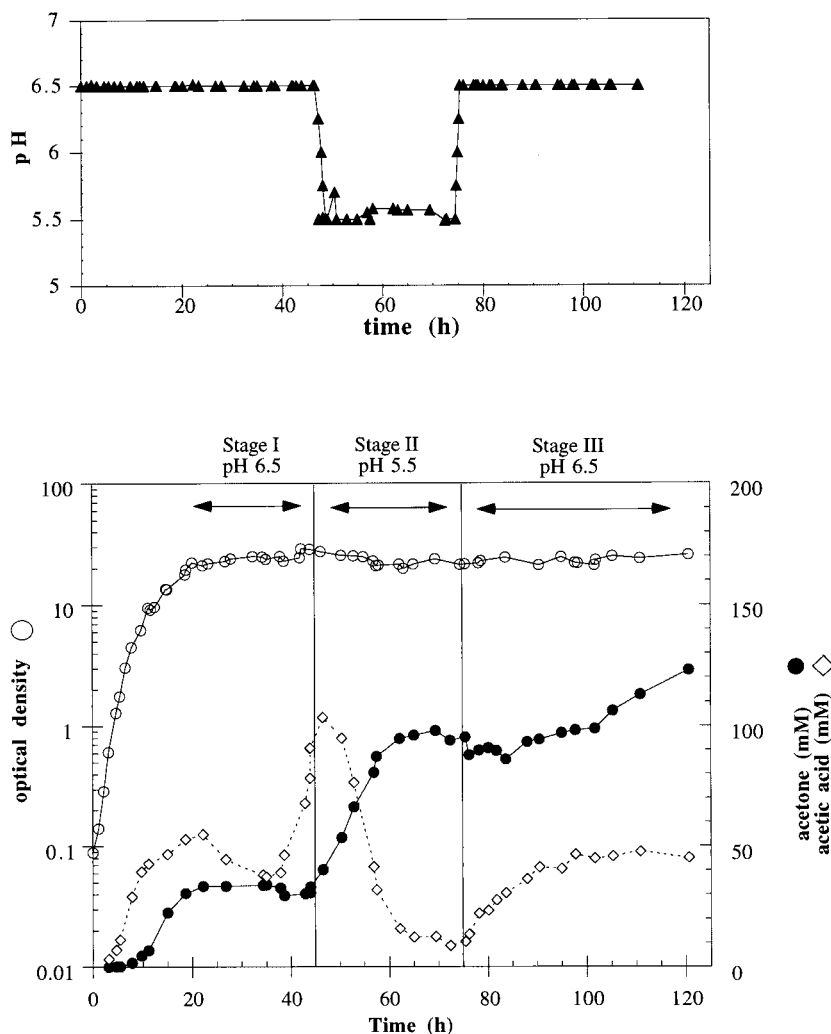 7
6.5
6
5.5
5
pH
0 20 40 60 80 100 120
time (h)
Stage I Stage II Stage III
pH 6.5 pH 5.5 pH 6.5
100
10
1
0.1
0.01
optical density
200
150
100
50
0
acetone (mM)
acetic acid (mM)
0 20 40 60 80 100 120
Time (h)